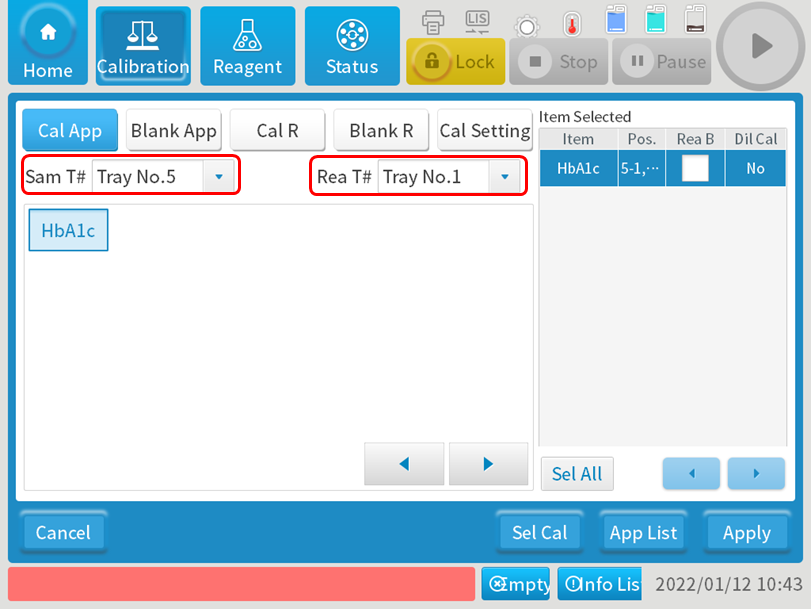 LIS
Home
Calibration
Reagent
Status
Lock
Stop
Pause
Cal App
Blank App
Cal R
Blank R
Cal Setting
Sam T# Tray No.5
Rea T# Tray No.1
HbA1c
Item Selected
Item Pos. Rea B Dil Cal
HbA1c 5-1,··· No
Sel All
Cancel
Sel Cal
App List
Apply
Empty
Info Lis
2022/01/12 10:43